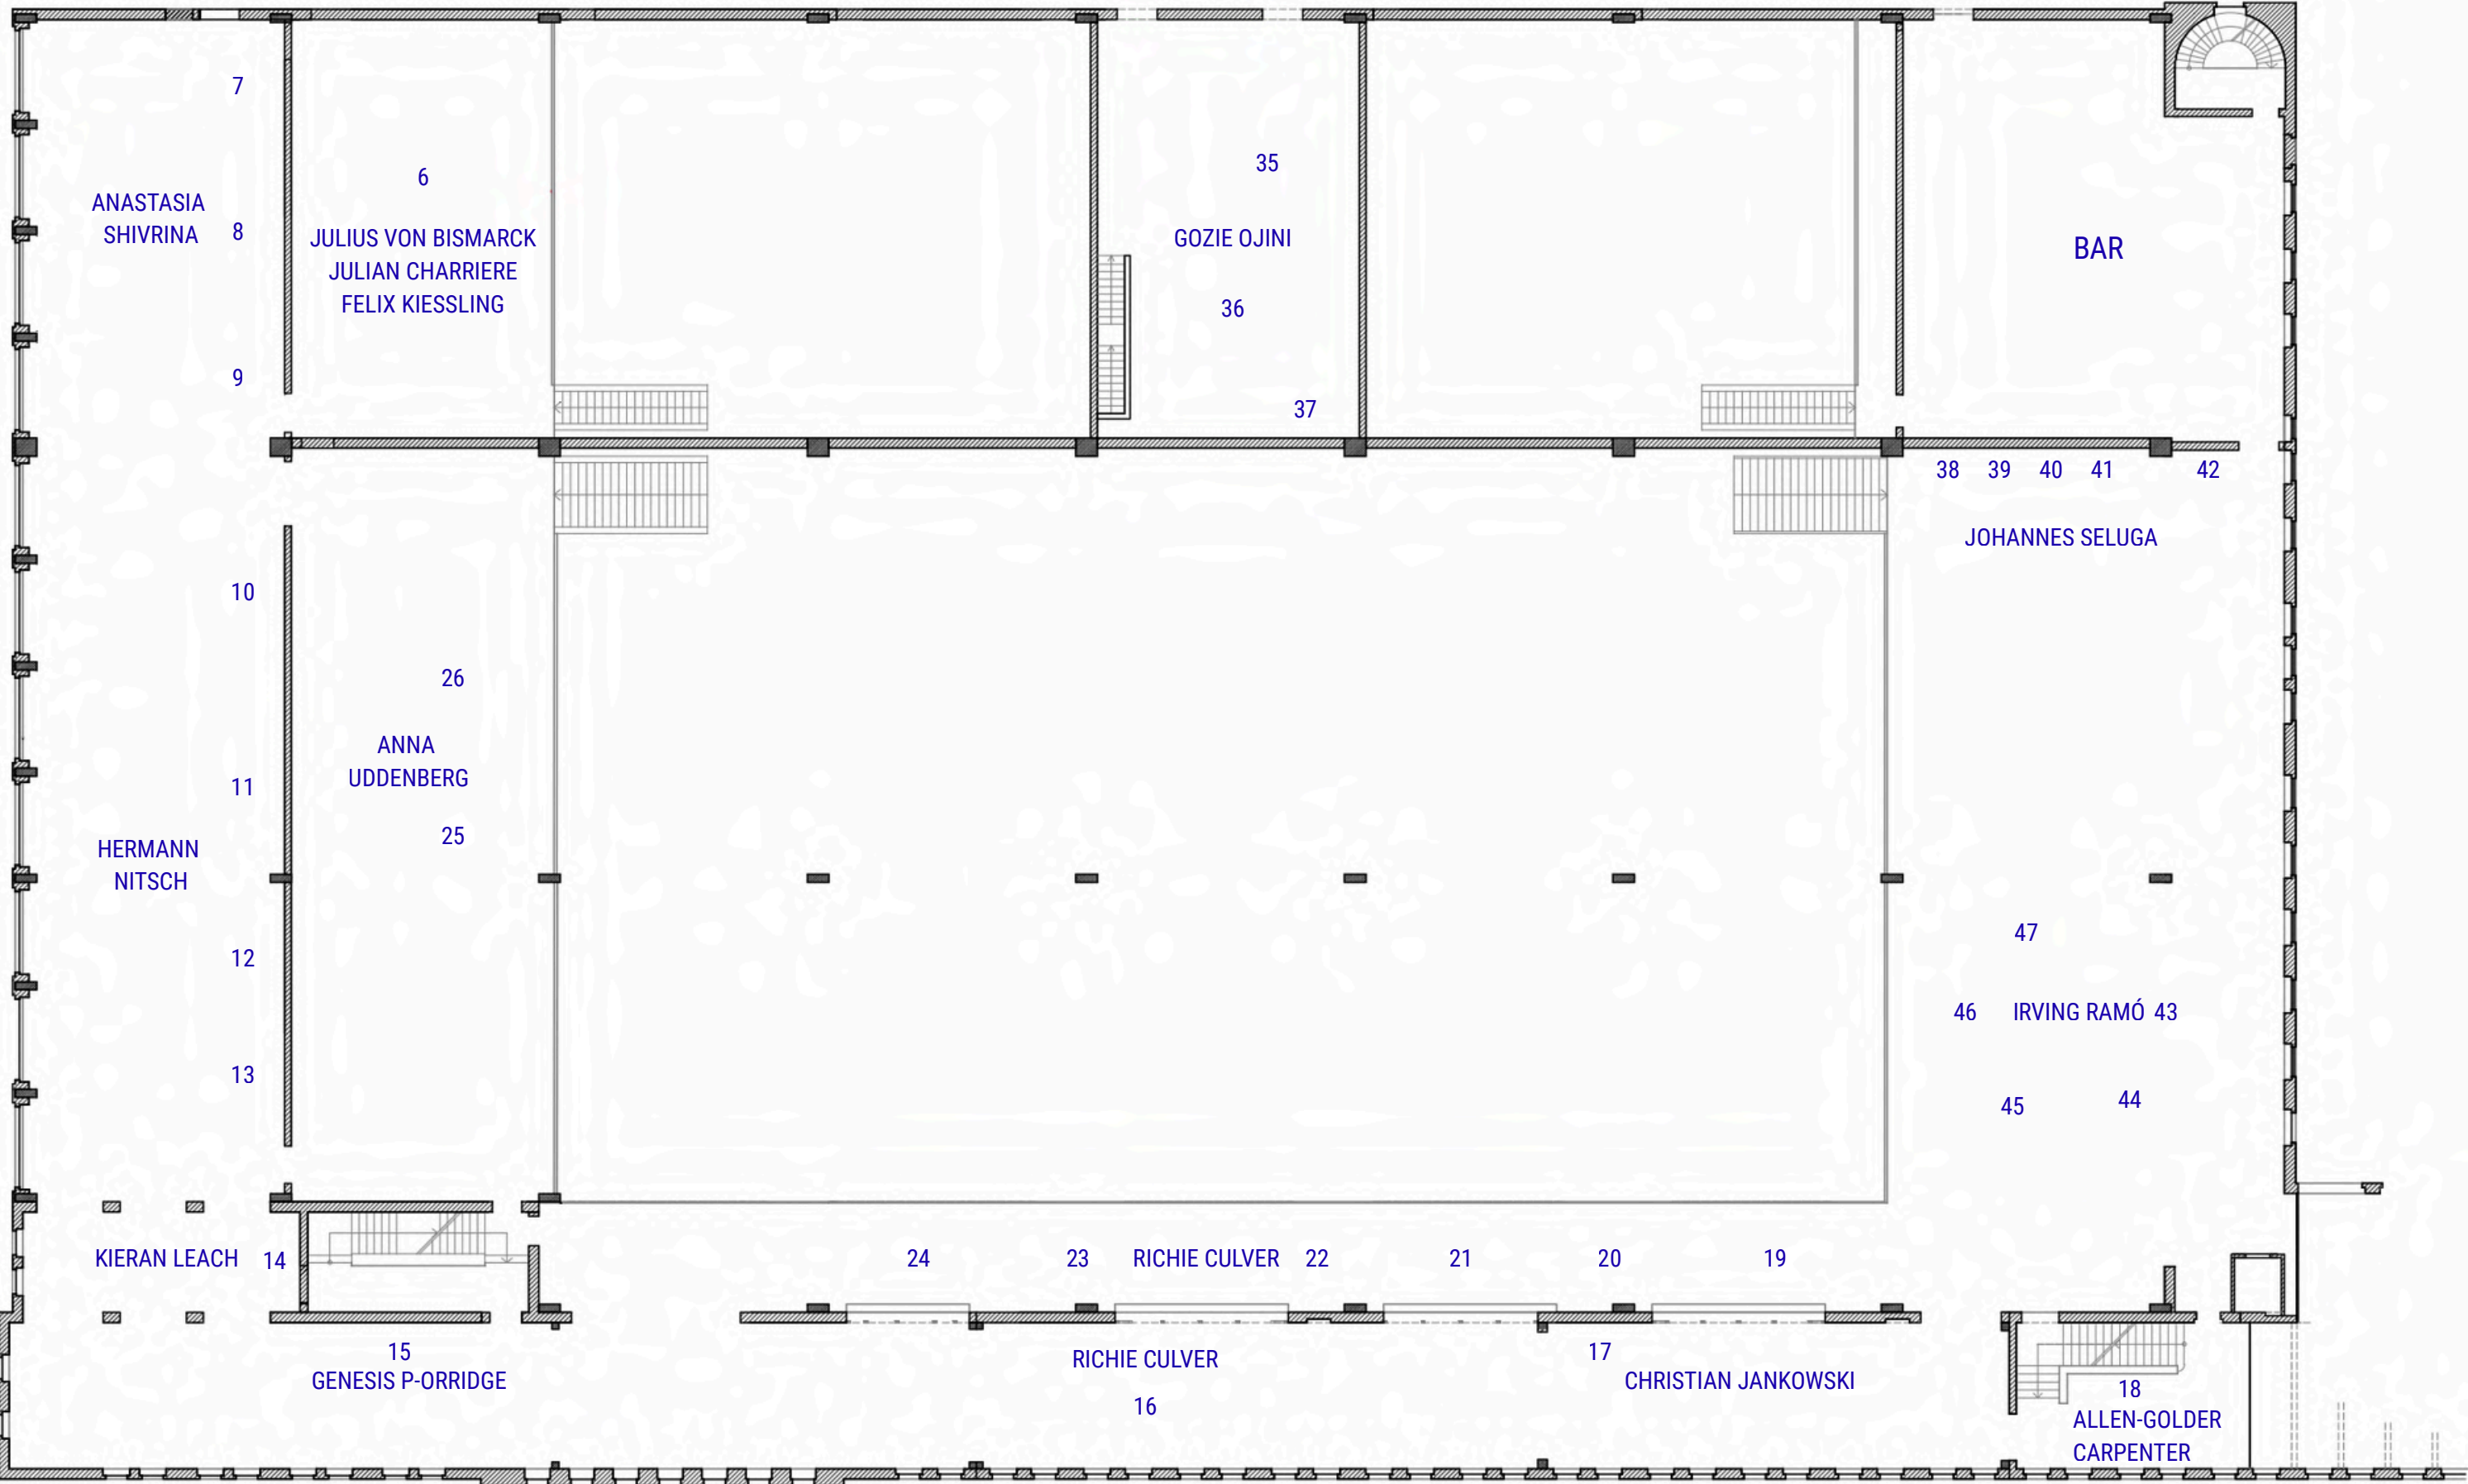 7
6
35
ANASTASIA
SHIVRINA
8
JULIUS VON BISMARCK
JULIAN CHARRIERE
FELIX KIESSLING
GOZIE OJINI
BAR
36
9
37
38 39 40 41 42
JOHANNES SELUGA
10
26
ANNA
UDDENBERG
11
25
HERMANN
NITSCH
47
12
46 IRVING RAMÓ 43
13
45 44
KIERAN LEACH 14
24 23 RICHIE CULVER 22 21 20 19
15
GENESIS P-ORRIDGE
RICHIE CULVER
16
17
CHRISTIAN JANKOWSKI
18
ALLEN-GOLDER
CARPENTER